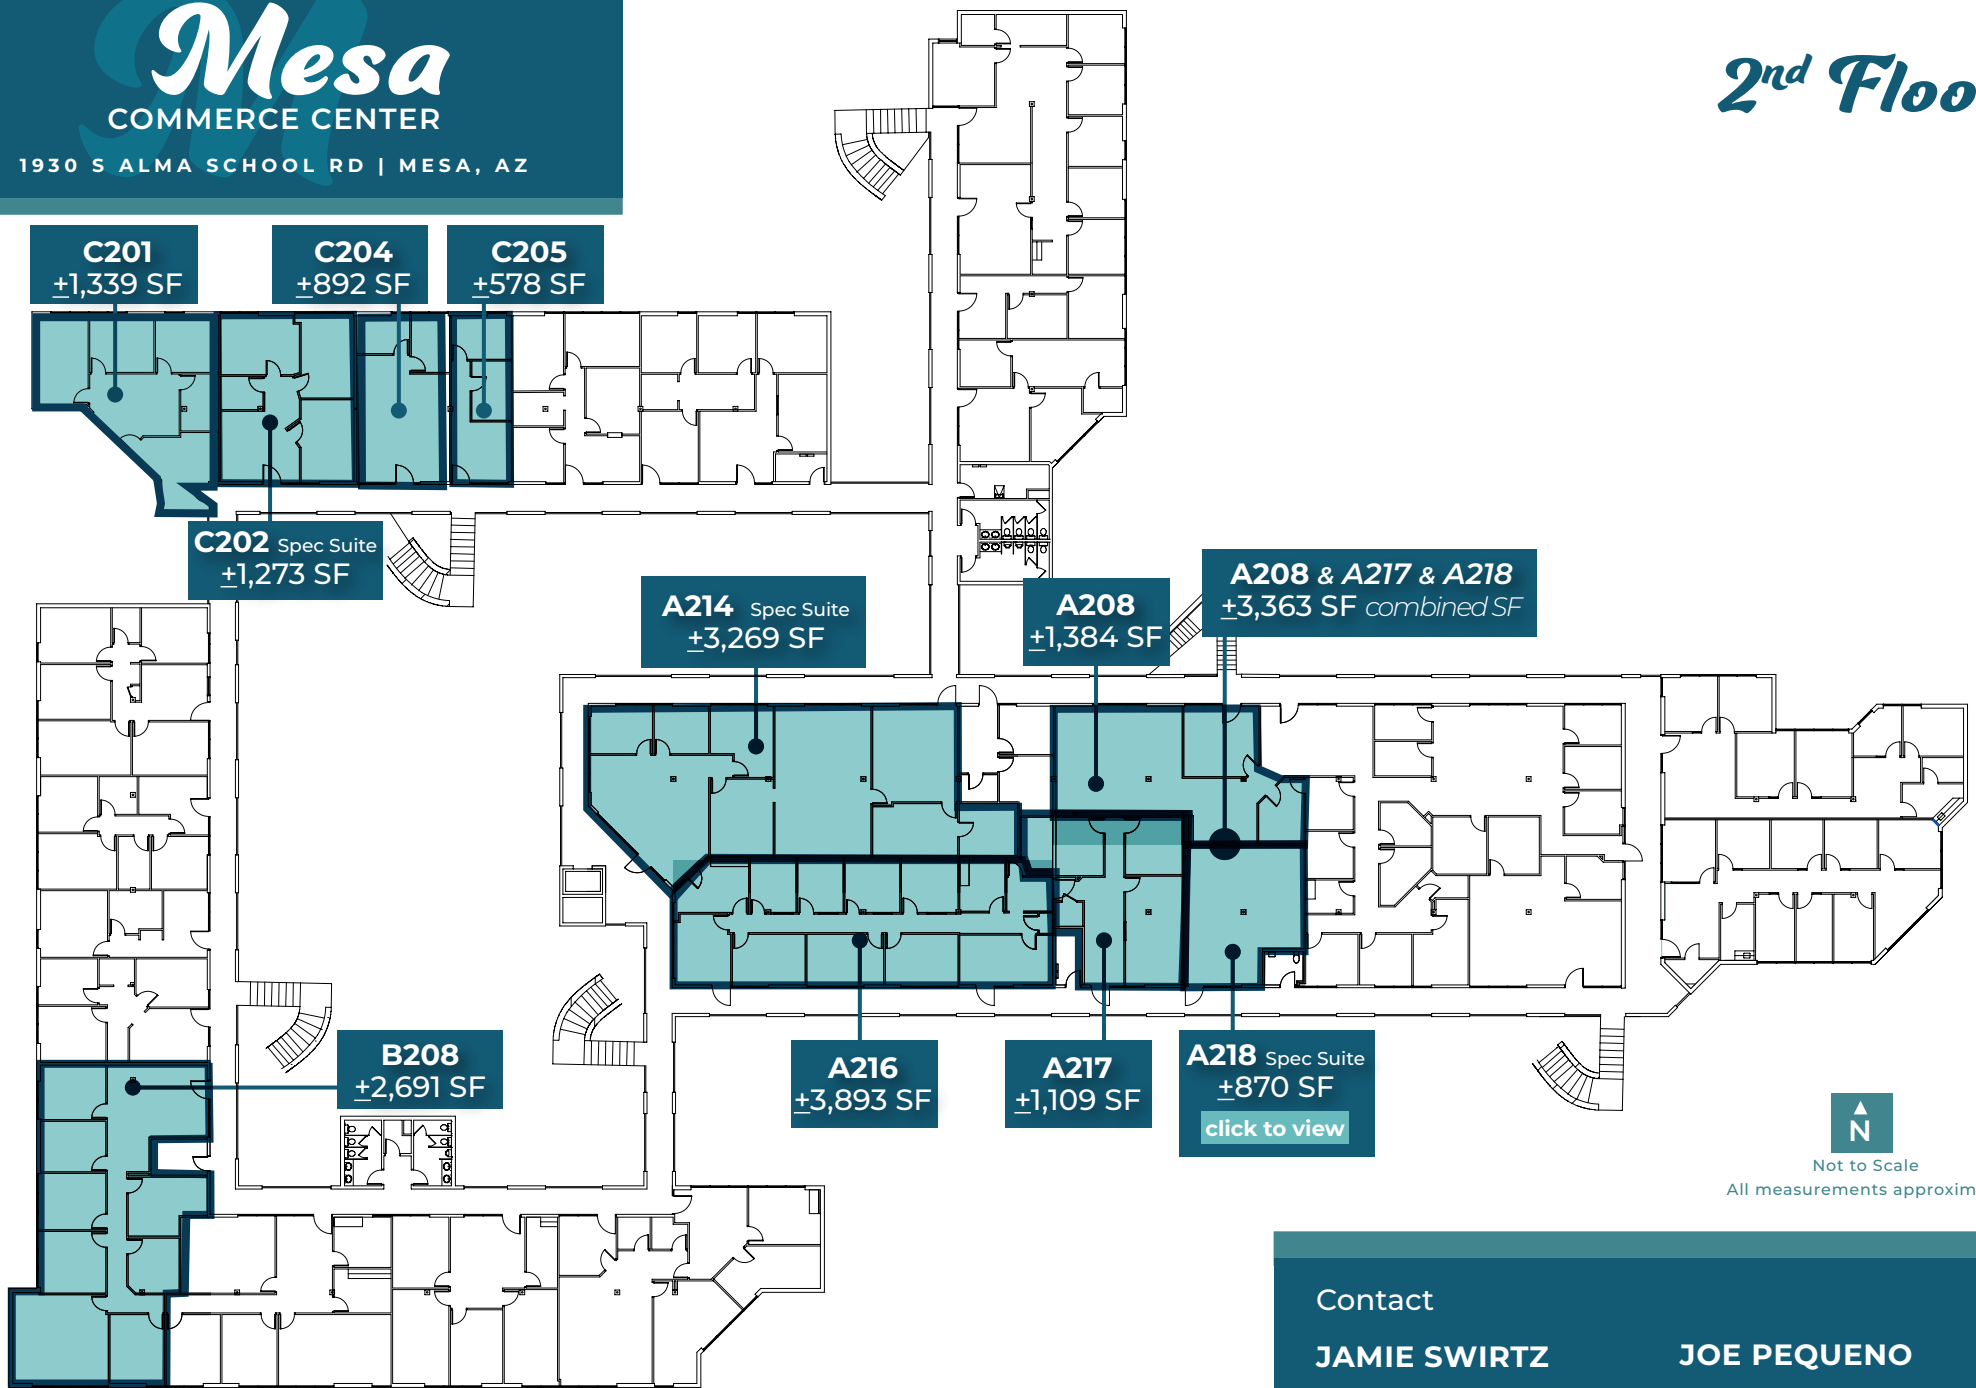 Mesa
COMMERCE CENTER
1930 S ALMA SCHOOL RD | MESA, AZ
2nd Floo
C201
±1,339 SF
C204
±892 SF
C205
±578 SF
C202 Spec Suite
±1,273 SF
A214 Spec Suite
±3,269 SF
A208
±1,384 SF
A208 & A217 & A218
±3,363 SF combined SF
B208
±2,691 SF
A216
±3,893 SF
A217
±1,109 SF
A218 Spec Suite
±870 SF
click to view
N
Not to Scale
All measurements approxim
Contact
JAMIE SWIRTZ
JOE PEQUENO